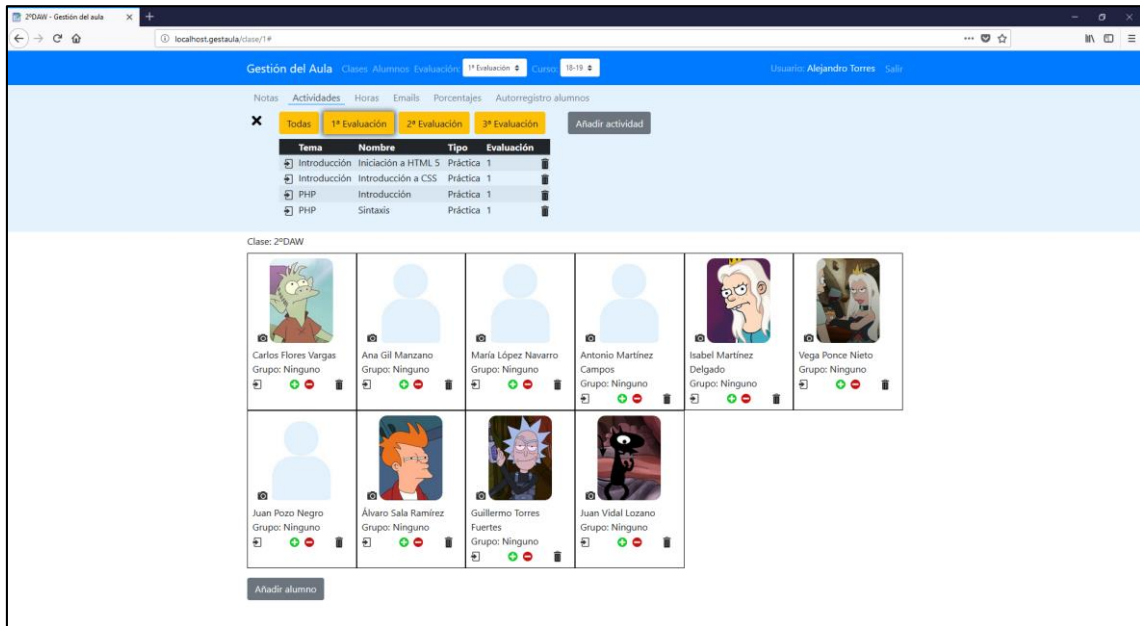 2ºDAW - Gestión del aula
localhost.gestaula/clase/1#
Gestión del Aula Clases Alumnos Evaluación: 1ª Evaluación Curso: 18-19 Usuario: Alejandro Torres Salir
Notas Actividades Horas Emails Porcentajes Autorregistro alumnos
Todas 1ª Evaluación 2ª Evaluación 3ª Evaluación Añadir actividad
Tema Nombre Tipo Evaluación
Introducción Iniciación a HTML 5 Práctica 1
Introducción Introducción a CSS Práctica 1
PHP Introducción Práctica 1
PHP Sintaxis Práctica 1
Clase: 2ºDAW
Carlos Flores Vargas
Grupo: Ninguno
Ana Gil Manzano
Grupo: Ninguno
María López Navarro
Grupo: Ninguno
Antonio Martínez
Campos
Grupo: Ninguno
Isabel Martínez
Delgado
Grupo: Ninguno
Vega Ponce Nieto
Grupo: Ninguno
Juan Pozo Negro
Grupo: Ninguno
Álvaro Sala Ramírez
Grupo: Ninguno
Guillermo Torres
Fuertes
Grupo: Ninguno
Juan Vidal Lozano
Grupo: Ninguno
Añadir alumno